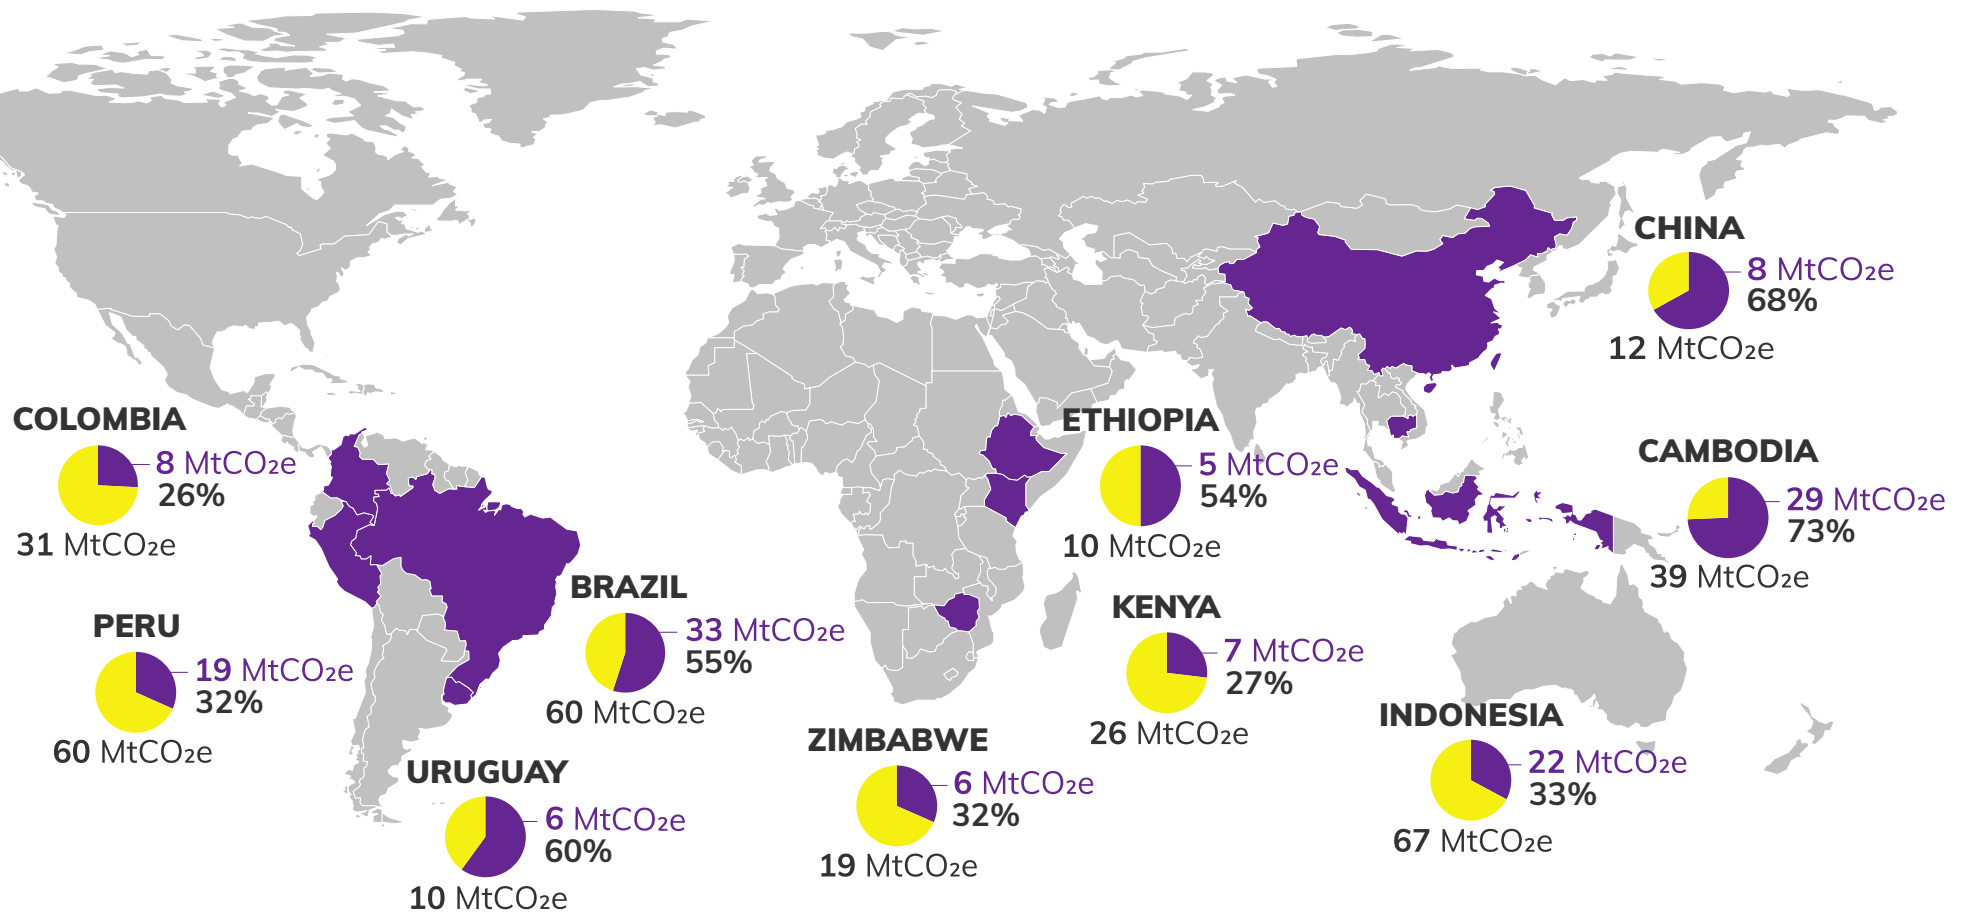 CHINA
8 MtCO₂e
68%
12 MtCO₂e
COLOMBIA
8 MtCO₂e
26%
31 MtCO₂e
ETHIOPIA
5 MtCO₂e
54%
10 MtCO₂e
CAMBODIA
29 MtCO₂e
73%
39 MtCO₂e
BRAZIL
33 MtCO₂e
55%
60 MtCO₂e
KENYA
7 MtCO₂e
27%
26 MtCO₂e
PERU
19 MtCO₂e
32%
60 MtCO₂e
INDONESIA
22 MtCO₂e
33%
67 MtCO₂e
ZIMBABWE
6 MtCO₂e
32%
19 MtCO₂e
URUGUAY
6 MtCO₂e
60%
10 MtCO₂e